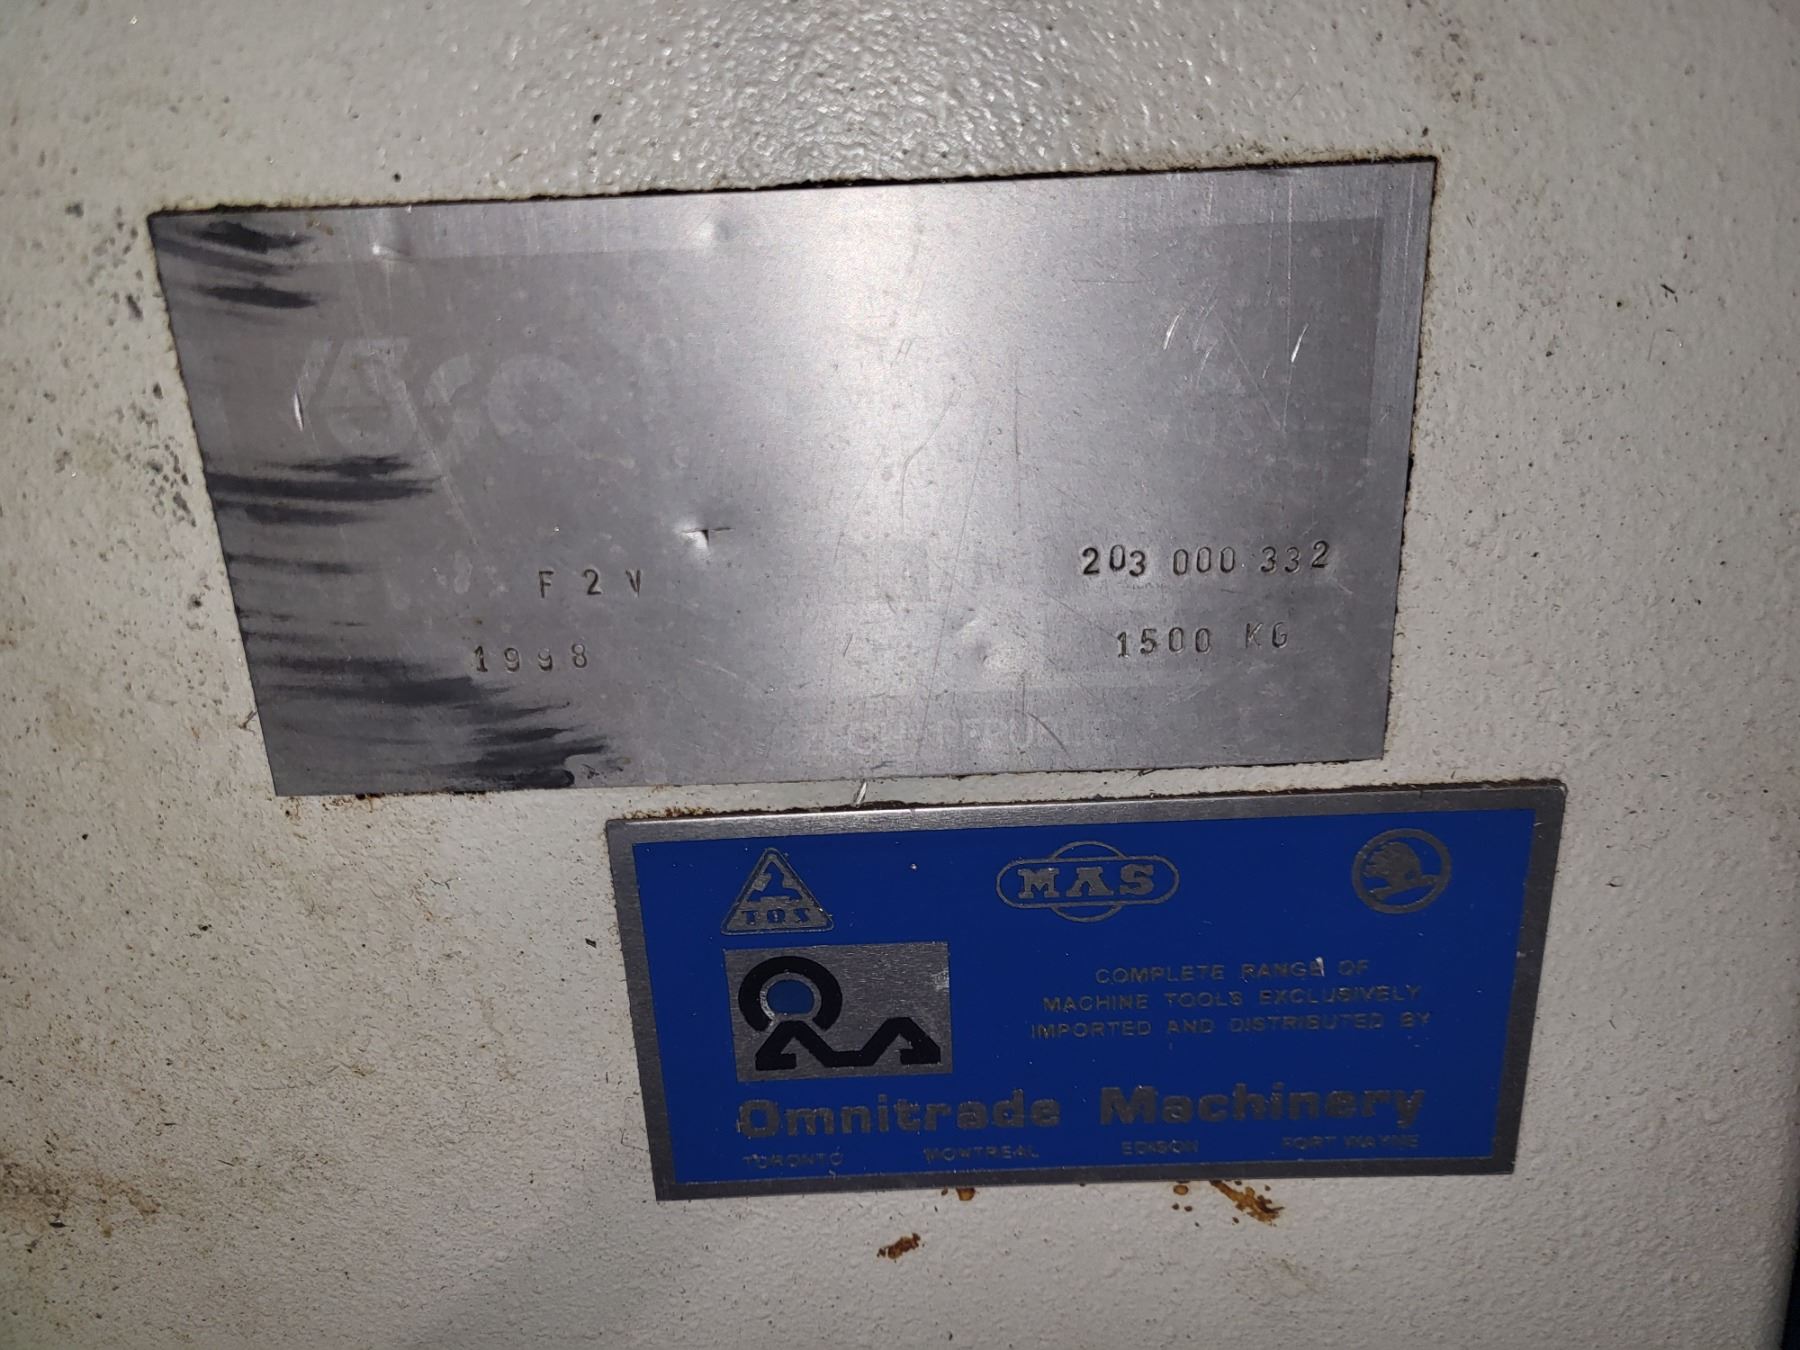 F 2 V
203 000 332
1998
1500 KG
TOS
MAS
COMPLETE RANGE OF
MACHINE TOOLS EXCLUSIVELY
IMPORTED AND DISTRIBUTED BY
Omnitrade Machinery
TORONTO MONTREAL EDISON FORT WAYNE